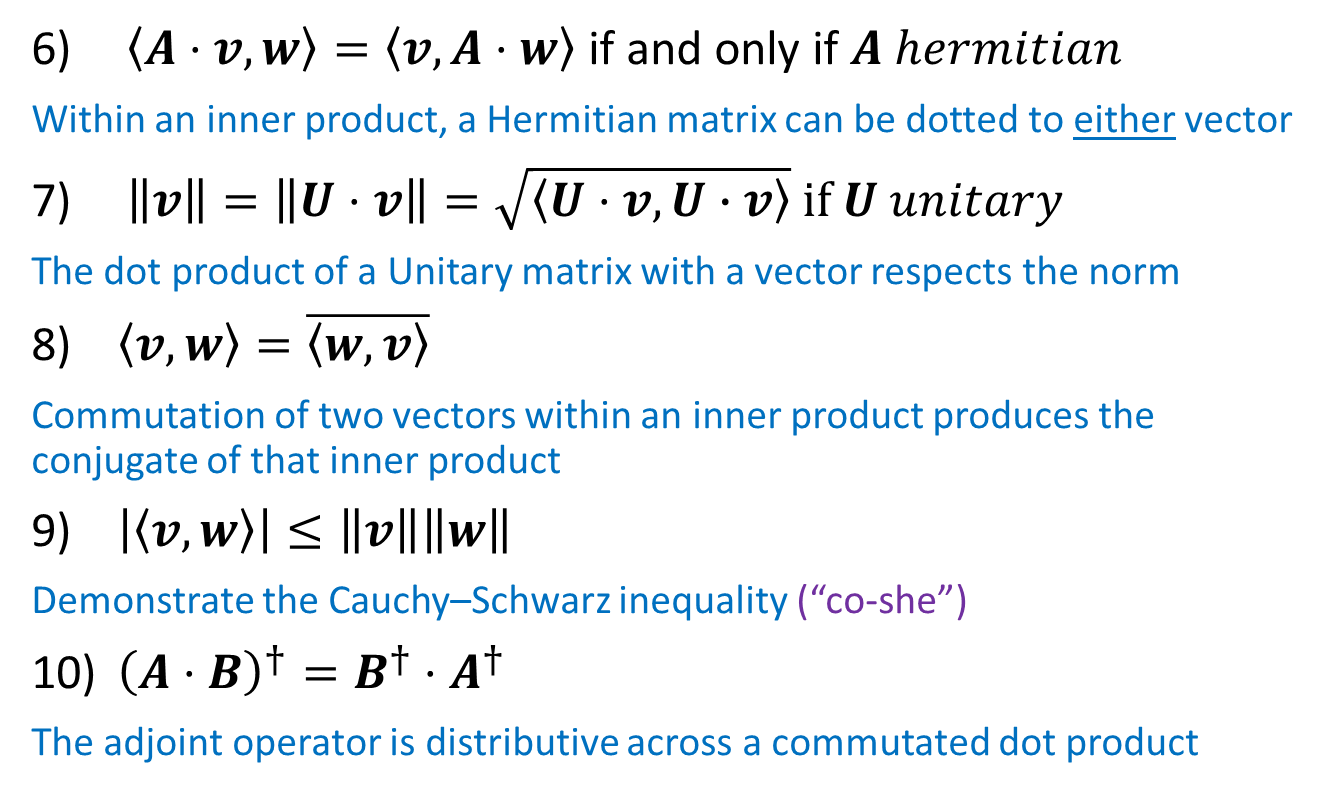 6) ⟨A · v, w⟩ = ⟨v, A · w⟩ if and only if A hermitian
Within an inner product, a Hermitian matrix can be dotted to either vector
7) ‖v‖ = ‖U · v‖ = √⟨U · v, U · v⟩ if U unitary
The dot product of a Unitary matrix with a vector respects the norm
8) ⟨v, w⟩ = \overline{⟨w, v⟩}
Commutation of two vectors within an inner product produces the
conjugate of that inner product
9) |⟨v, w⟩| ≤ ‖v‖‖w‖
Demonstrate the Cauchy–Schwarz inequality (“co-she”)
10) (A · B)† = B† · A†
The adjoint operator is distributive across a commutated dot product